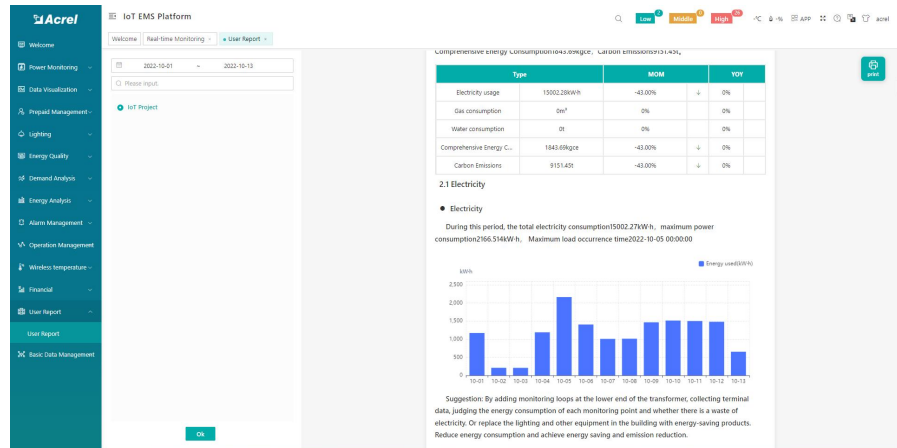 Acrel
IoT EMS Platform
Low 2
Middle 0
High 26
-℃
-%
APP
acrel
Welcome
Real-time Monitoring ×
User Report ×
Welcome
Power Monitoring
Data Visualization
Prepaid Management
Lighting
Energy Quality
Demand Analysis
Energy Analysis
Alarm Management
Operation Management
Wireless temperature
Financial
User Report
User Report
Basic Data Management
2022-10-01 ~ 2022-10-13
Please input.
IoT Project
Ok
Comprehensive Energy Consumption1843.69kgce, Carbon Emissions9151.45t。
print
Type MOM YOY
Electricity usage 15002.28kW·h -43.00% ↓ 0%
Gas consumption 0m³ 0% 0%
Water consumption 0t 0% 0%
Comprehensive Energy C... 1843.69kgce -43.00% ↓ 0%
Carbon Emissions 9151.45t -43.00% ↓ 0%
2.1 Electricity
● Electricity
During this period, the total electricity consumption15002.27kW·h, maximum power
consumption2166.514kW·h, Maximum load occurrence time2022-10-05 00:00:00
Energy used(kW·h)
kW·h
2,500
2,000
1,500
1,000
500
0
10-01 10-02 10-03 10-04 10-05 10-06 10-07 10-08 10-09 10-10 10-11 10-12 10-13
Suggestion: By adding monitoring loops at the lower end of the transformer, collecting terminal
data, judging the energy consumption of each monitoring point and whether there is a waste of
electricity. Or replace the lighting and other equipment in the building with energy-saving products.
Reduce energy consumption and achieve energy saving and emission reduction.